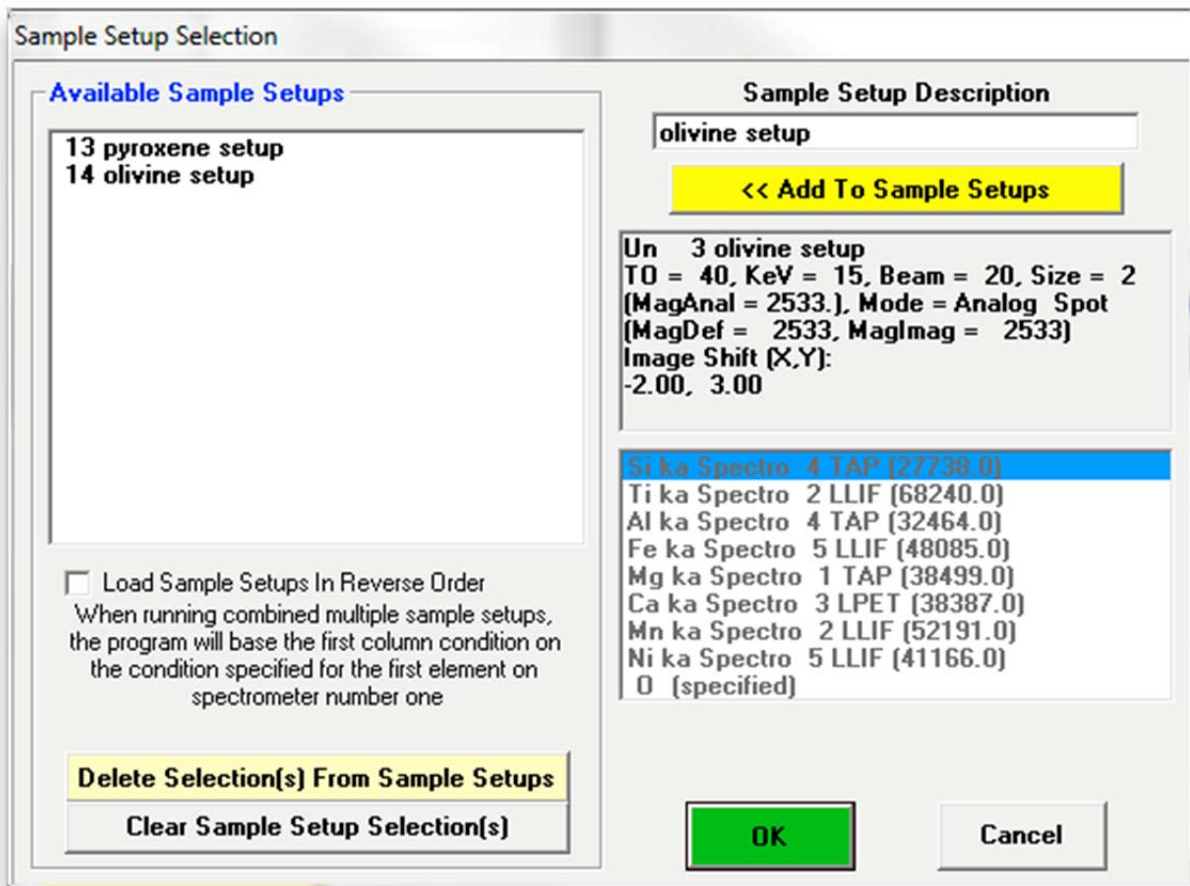 Sample Setup Selection
Available Sample Setups
13 pyroxene setup
14 olivine setup
Load Sample Setups In Reverse Order
When running combined multiple sample setups,
the program will base the first column condition on
the condition specified for the first element on
spectrometer number one
Delete Selection(s) From Sample Setups
Clear Sample Setup Selection(s)
Sample Setup Description
olivine setup
<< Add To Sample Setups
Un 3 olivine setup
TO = 40, KeV = 15, Beam = 20, Size = 2
(MagAnal = 2533.), Mode = Analog Spot
(MagDef = 2533, MagImag = 2533)
Image Shift (X,Y):
-2.00, 3.00
Si ka Spectro 4 TAP (27738.0)
Ti ka Spectro 2 LLIF (68240.0)
Al ka Spectro 4 TAP (32464.0)
Fe ka Spectro 5 LLIF (48085.0)
Mg ka Spectro 1 TAP (38499.0)
Ca ka Spectro 3 LPET (38387.0)
Mn ka Spectro 2 LLIF (52191.0)
Ni ka Spectro 5 LLIF (41166.0)
O (specified)
OK
Cancel